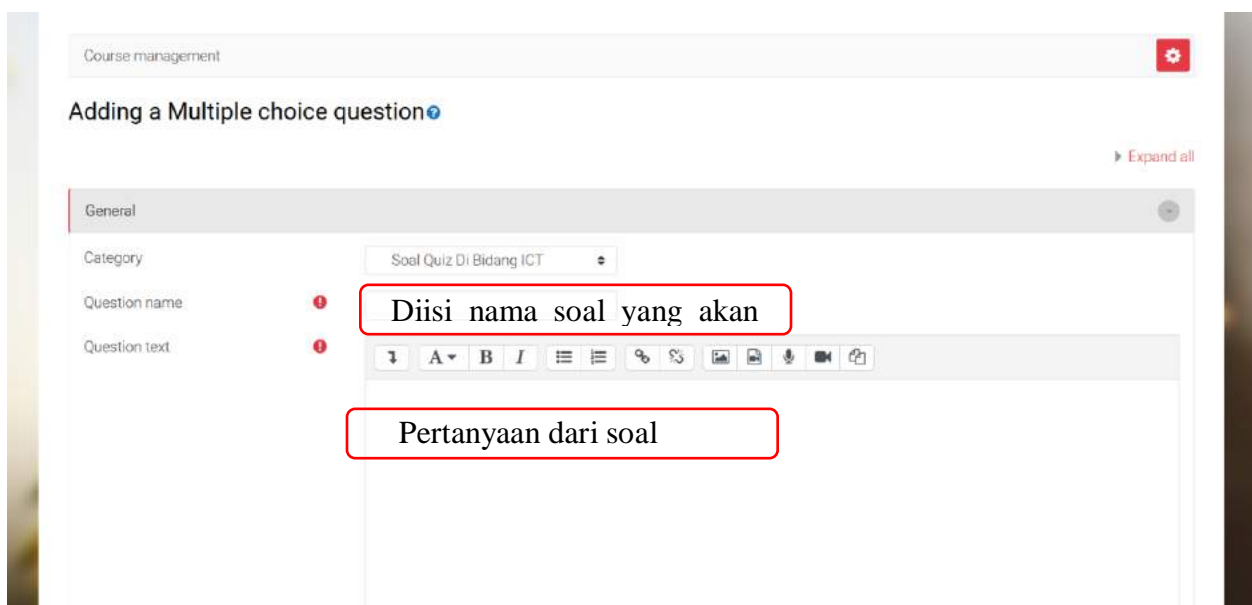 Course management
Adding a Multiple choice question
Expand all
General
Category
Soal Quiz Di Bidang ICT
Question name
Diisi nama soal yang akan
Question text
A B I
Pertanyaan dari soal